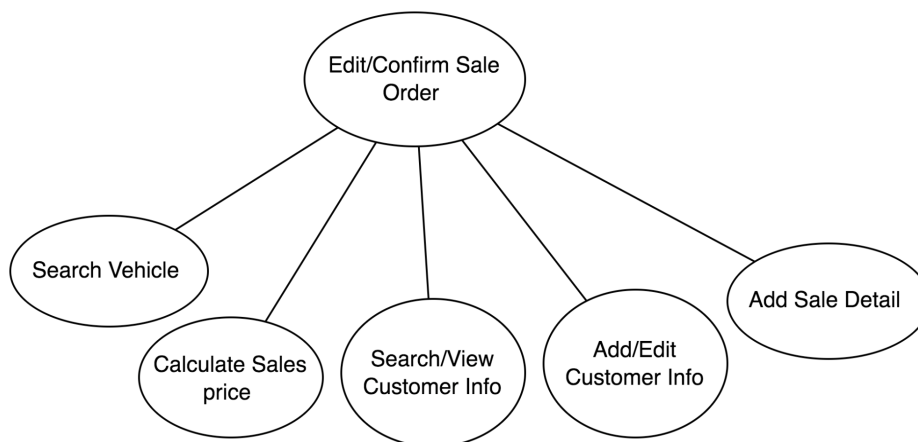 Edit/Confirm Sale
Order
Search Vehicle
Calculate Sales
price
Search/View
Customer Info
Add/Edit
Customer Info
Add Sale Detail